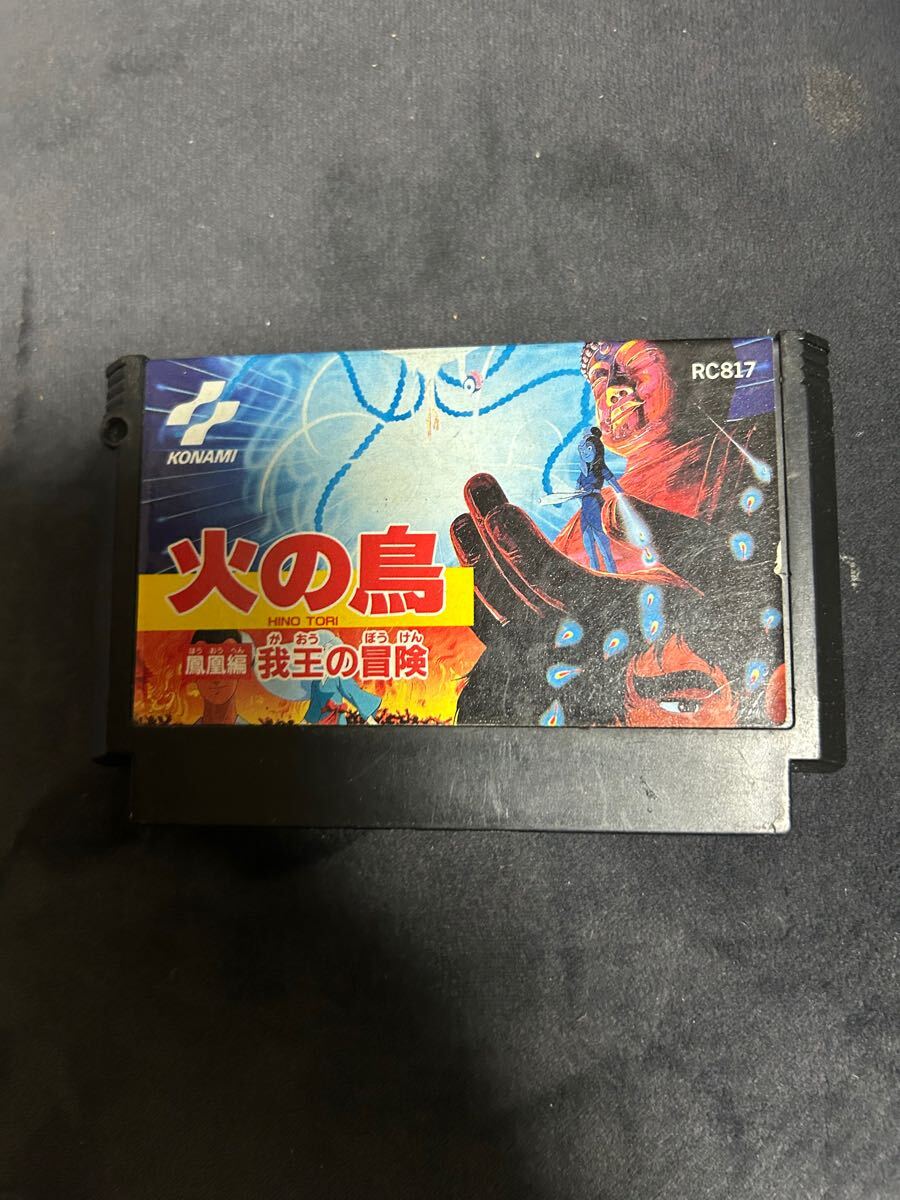 RC817
KONAMI
火の鳥
HINO TORI
が おう ぼう けん
ほう おう へん
鳳凰編 我王の冒険